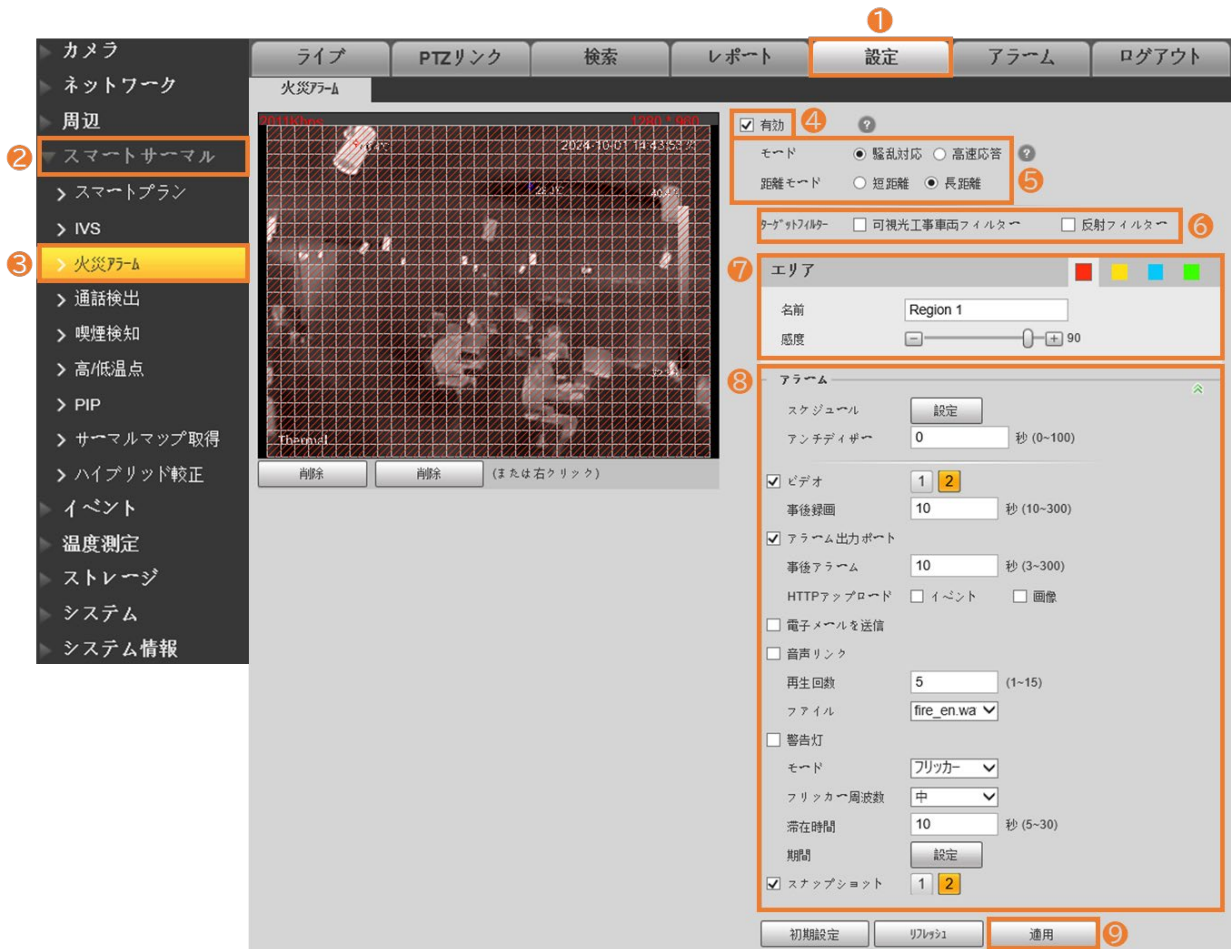 ❶
カメラ
ネットワーク
周辺
❷ スマートサーマル
スマートプラン
IVS
❸ 火災アラーム
通話検出
喫煙検知
高/低温点
PIP
サーマルマップ取得
ハイブリッド較正
イベント
温度測定
ストレージ
システム
システム情報
ライブ PTZリンク 検索 レポート 設定 アラーム ログアウト
火災アラーム
2011Kbps 1280 * 960
2024-10-01 14:43:53
Thermal
削除 削除 (または右クリック)
有効 ❹ ?
モード 騒乱対応 高速応答 ?
距離モード 短距離 長距離 ❺
ターゲットフィルター 可視光工事車両フィルター 反射フィルター ❻
❼ エリア
名前 Region 1
感度 90
❽ アラーム
スケジュール 設定
アンチディザー 0 秒 (0~100)
ビデオ 1 2
事後録画 10 秒 (10~300)
アラーム出力ポート
事後アラーム 10 秒 (3~300)
HTTPアップロード イベント 画像
電子メールを送信
音声リンク
再生回数 5 (1~15)
ファイル fire_en.wa
警告灯
モード フリッカー
フリッカー周波数 中
滞在時間 10 秒 (5~30)
期間 設定
スナップショット 1 2
初期設定 リフレッシュ 適用 ❾